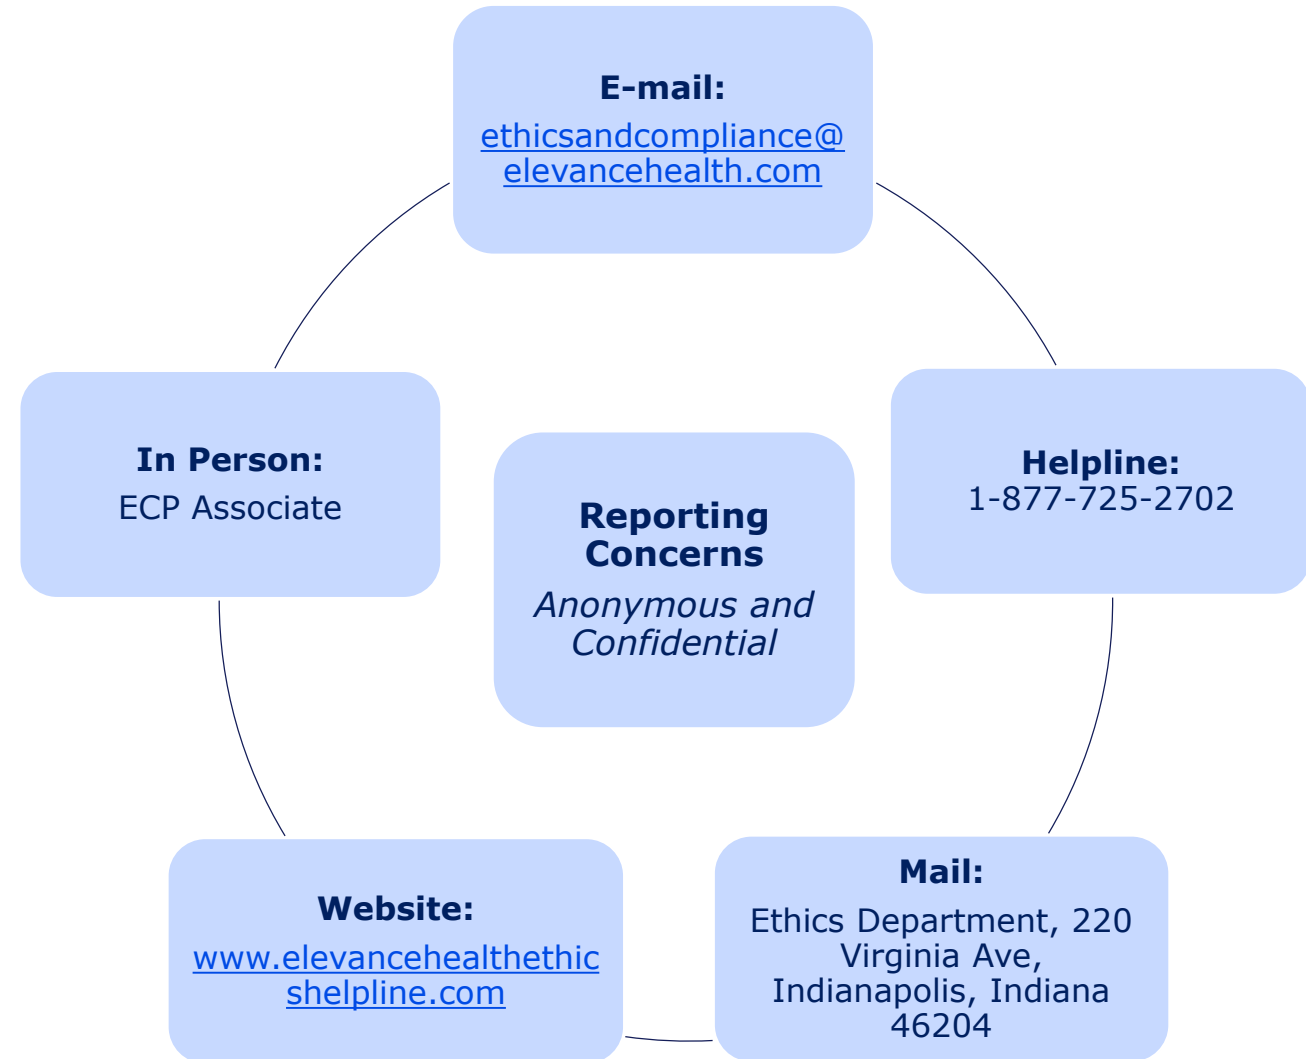 E-mail:
ethicsandcompliance@
elevancehealth.com
In Person:
ECP Associate
Reporting
Concerns
Anonymous and
Confidential
Helpline:
1-877-725-2702
Website:
www.elevancehealthethic
shelpline.com
Mail:
Ethics Department, 220
Virginia Ave,
Indianapolis, Indiana
46204